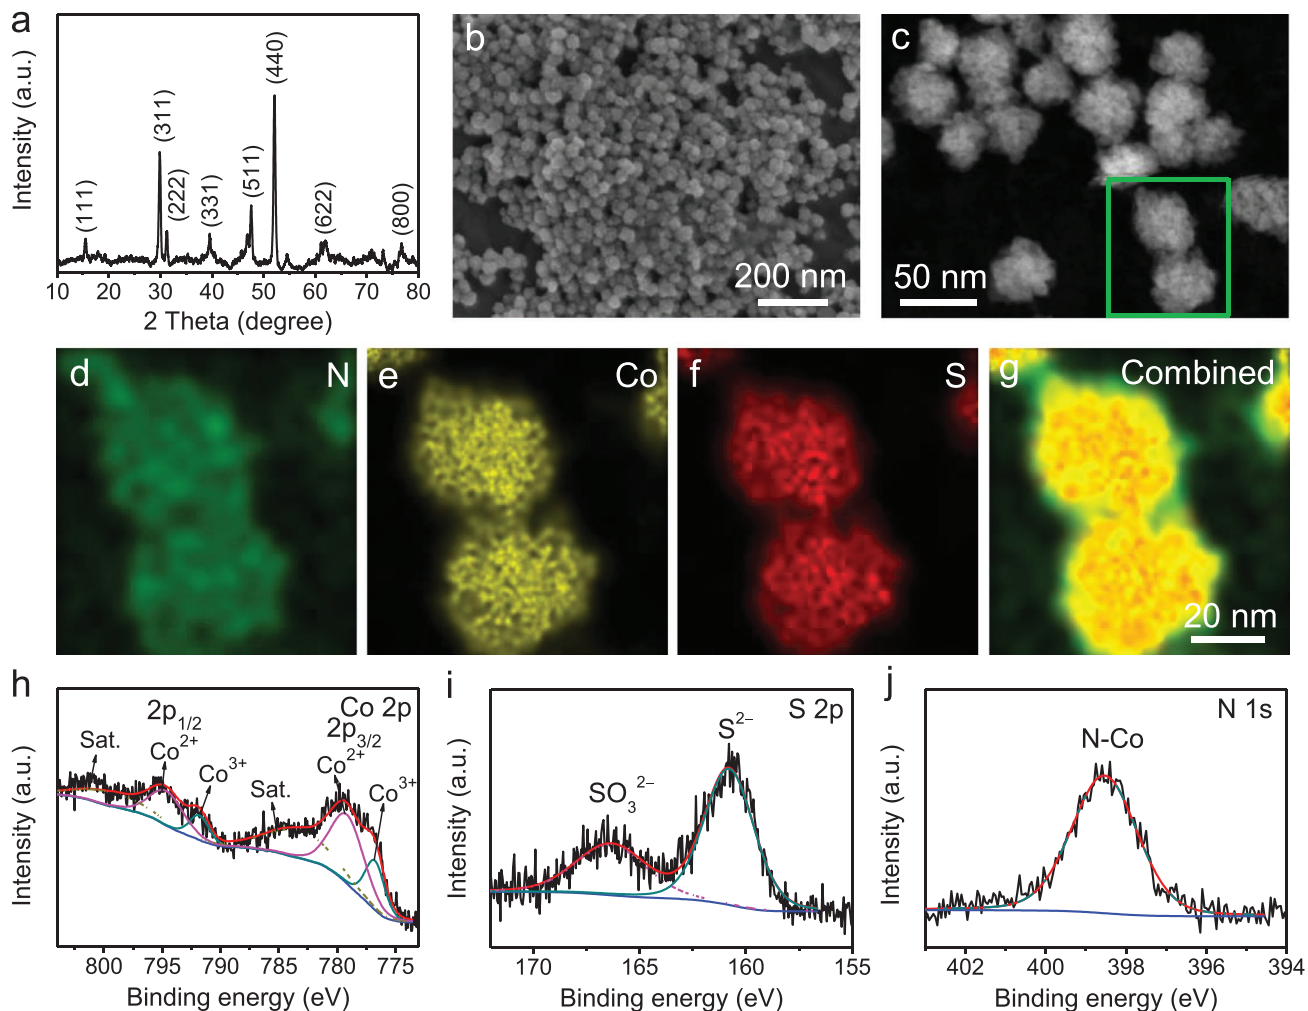 a
Intensity (a.u.)
(111)
(311)
(222)
(331)
(511)
(440)
(622)
(800)
10 20 30 40 50 60 70 80
2 Theta (degree)
b
200 nm
c
50 nm
d N
e Co
f S
g Combined
20 nm
h
Intensity (a.u.)
Co 2p
2p1/2
2p3/2
Sat.
Co2+
Co3+
Sat.
Co2+
Co3+
800 795 790 785 780 775
Binding energy (eV)
i
Intensity (a.u.)
S 2p
S2–
SO32–
170 165 160 155
Binding energy (eV)
j
Intensity (a.u.)
N 1s
N-Co
402 400 398 396 394
Binding energy (eV)